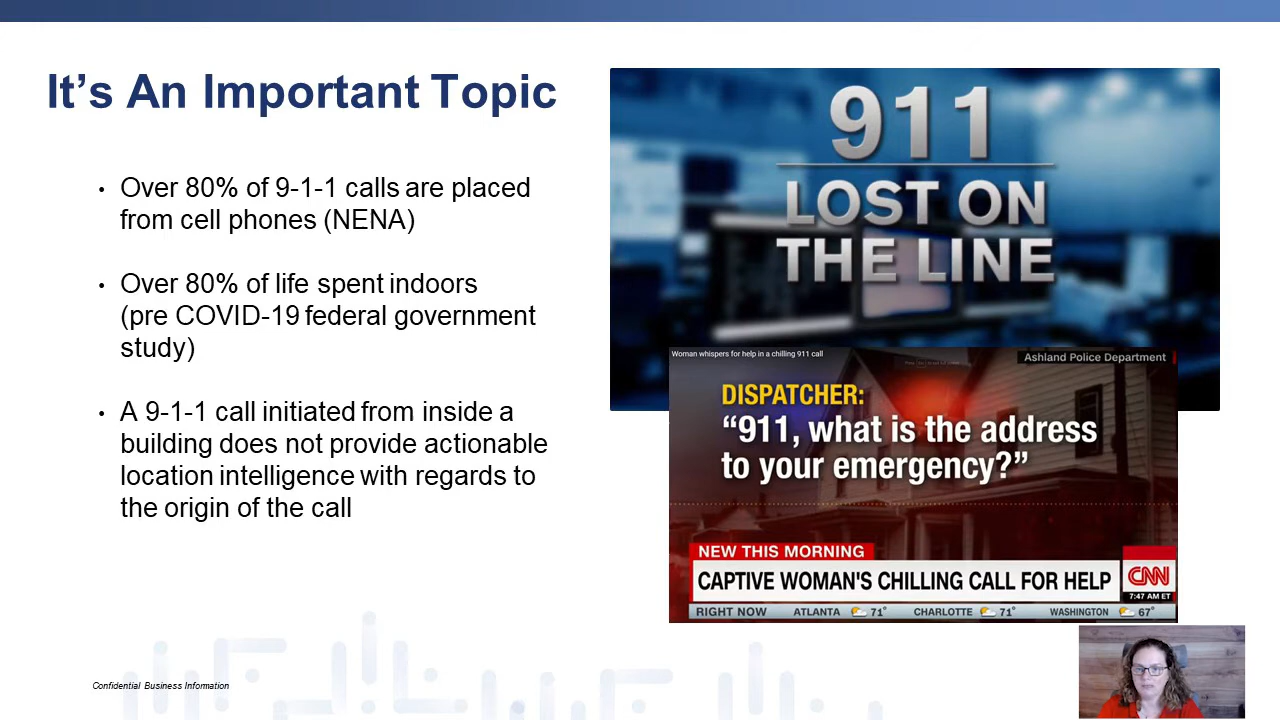 It's An Important Topic
• Over 80% of 9-1-1 calls are placed
from cell phones (NENA)
• Over 80% of life spent indoors
(pre COVID-19 federal government
study)
• A 9-1-1 call initiated from inside a
building does not provide actionable
location intelligence with regards to
the origin of the call
911
LOST ON
THE LINE
Woman whispers for help in a chilling 911 call
Ashland Police Department
DISPATCHER:
“911, what is the address
to your emergency?”
NEW THIS MORNING
CAPTIVE WOMAN'S CHILLING CALL FOR HELP
CNN
7:47 AM ET
RIGHT NOW ATLANTA 71° CHARLOTTE 71° WASHINGTON 67°
Confidential Business Information